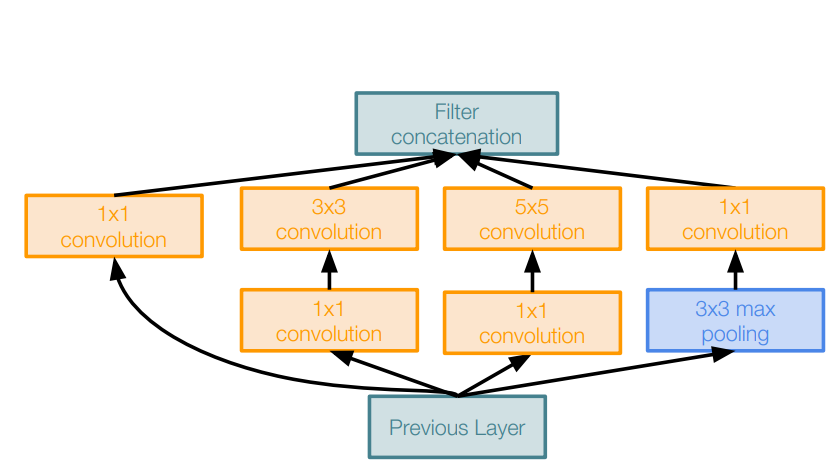 Filter
concatenation
1x1
convolution
3x3
convolution
5x5
convolution
1x1
convolution
1x1
convolution
1x1
convolution
3x3 max
pooling
Previous Layer